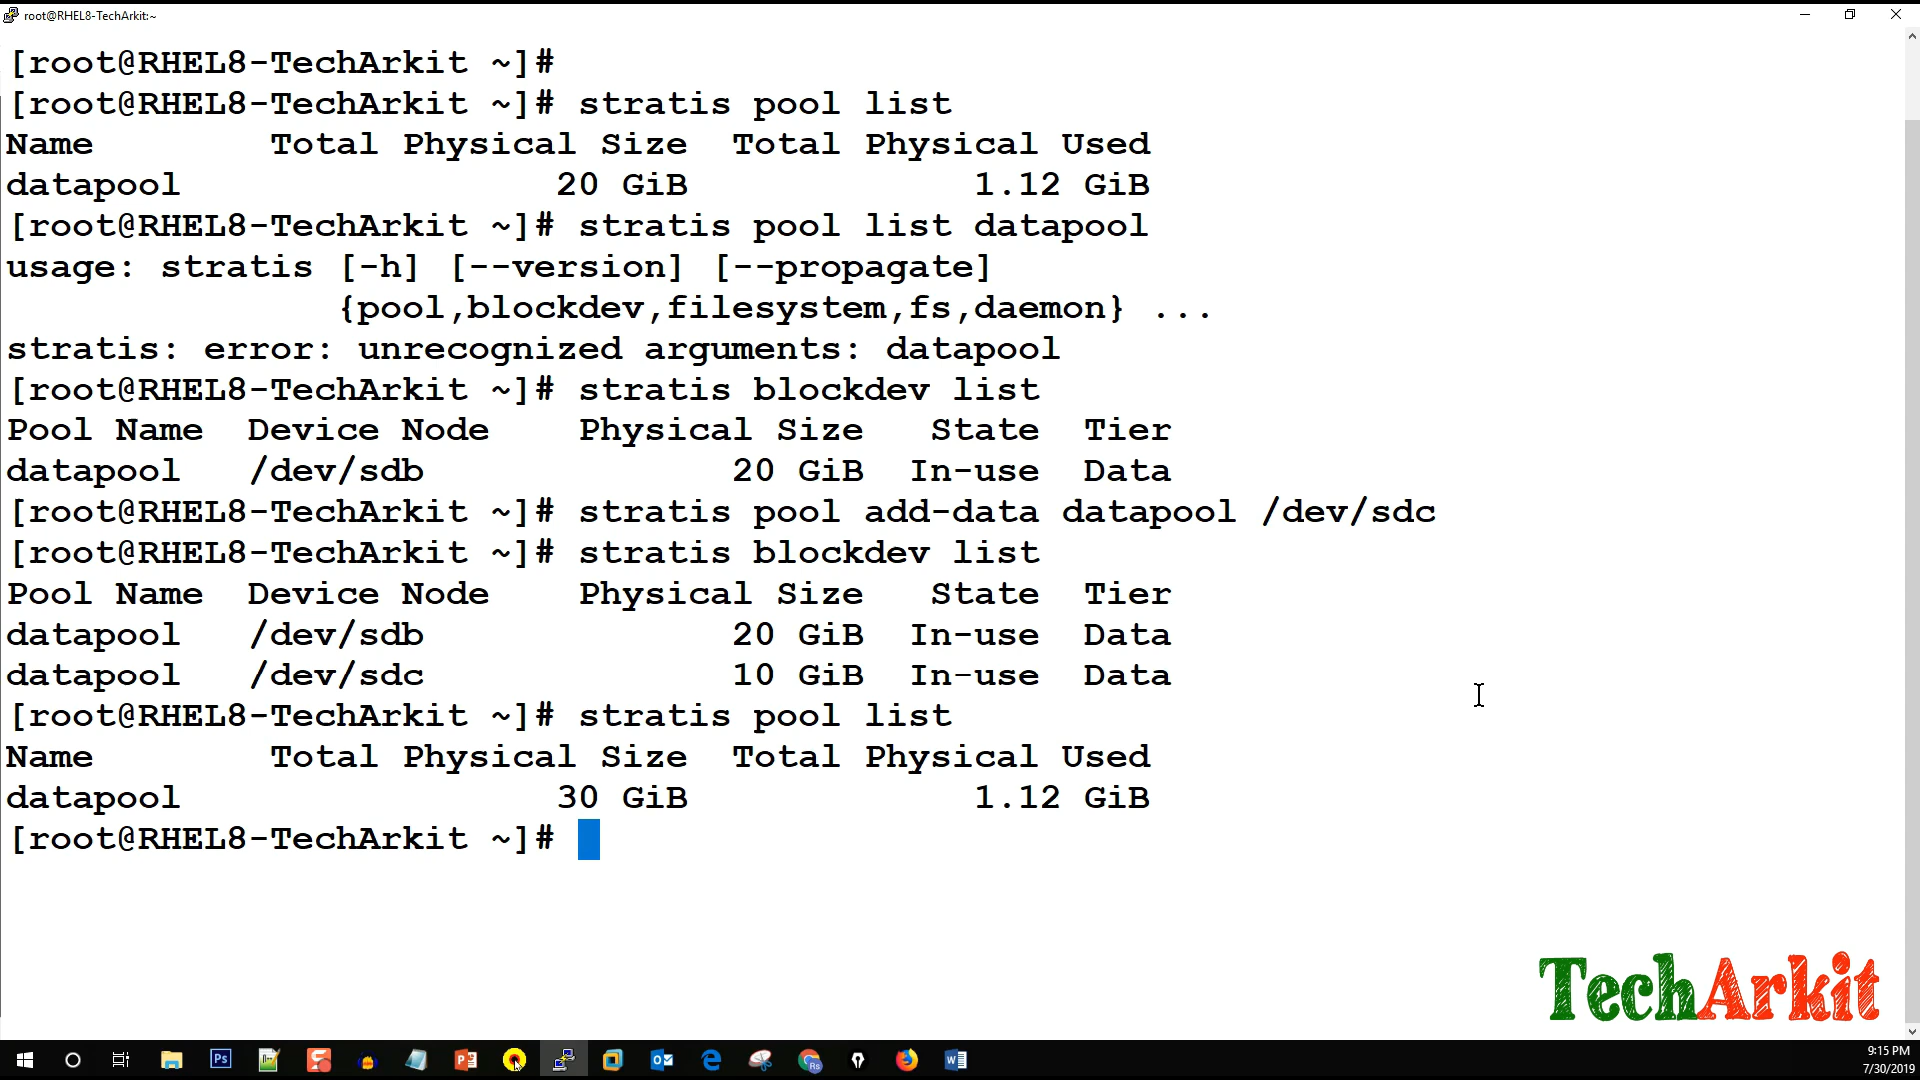 root@RHEL8-TechArkit:~
[root@RHEL8-TechArkit ~]#
[root@RHEL8-TechArkit ~]# stratis pool list
Name Total Physical Size Total Physical Used
datapool 20 GiB 1.12 GiB
[root@RHEL8-TechArkit ~]# stratis pool list datapool
usage: stratis [-h] [--version] [--propagate]
{pool,blockdev,filesystem,fs,daemon} ...
stratis: error: unrecognized arguments: datapool
[root@RHEL8-TechArkit ~]# stratis blockdev list
Pool Name Device Node Physical Size State Tier
datapool /dev/sdb 20 GiB In-use Data
[root@RHEL8-TechArkit ~]# stratis pool add-data datapool /dev/sdc
[root@RHEL8-TechArkit ~]# stratis blockdev list
Pool Name Device Node Physical Size State Tier
datapool /dev/sdb 20 GiB In-use Data
datapool /dev/sdc 10 GiB In-use Data
[root@RHEL8-TechArkit ~]# stratis pool list
Name Total Physical Size Total Physical Used
datapool 30 GiB 1.12 GiB
[root@RHEL8-TechArkit ~]#
TechArkit
Ps
Rs
9:15 PM
7/30/2019